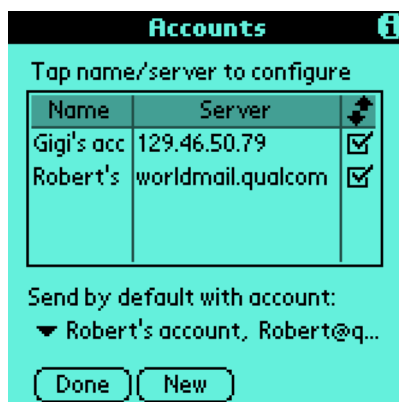 Accounts i
Tap name/server to configure
Name Server
Gigi's acc 129.46.50.79
Robert's worldmail.qualcom
Send by default with account:
Robert's account, Robert@q...
Done New